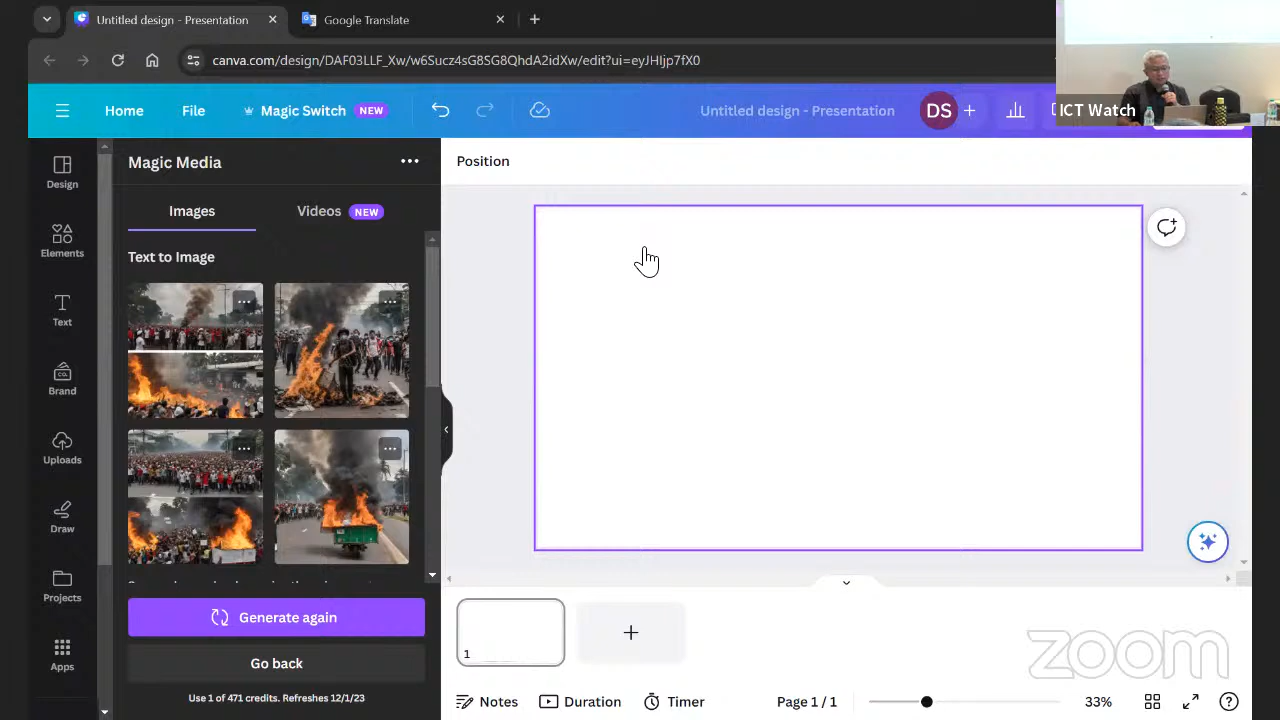 Untitled design - Presentation
Google Translate
canva.com/design/DAF03LLF_Xw/w6Sucz4sG8SG8QhdA2idXw/edit?ui=eyJHIjp7fX0
ICT Watch
Home
File
Magic Switch NEW
Untitled design - Presentation
DS
Magic Media
Position
Design
Images
Videos NEW
Elements
Text to Image
Text
CO.
Brand
Uploads
Draw
Projects
Generate again
1
Apps
Go back
zoom
Use 1 of 471 credits. Refreshes 12/1/23
Notes
Duration
Timer
Page 1 / 1
33%